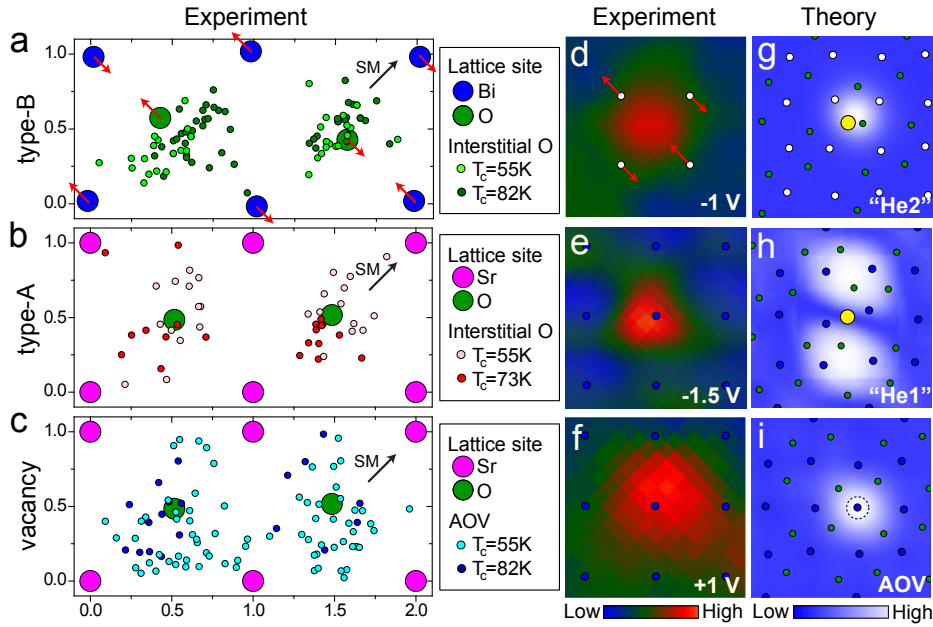 Experiment
Experiment
Theory
a
type-B
1.0
0.5
0.0
SM
Lattice site
Bi
O
Interstitial O
Tc=55K
Tc=82K
d
-1 V
g
"He2"
b
type-A
1.0
0.5
0.0
SM
Lattice site
Sr
O
Interstitial O
Tc=55K
Tc=73K
e
-1.5 V
h
"He1"
c
vacancy
1.0
0.5
0.0
SM
0.0 0.5 1.0 1.5 2.0
Lattice site
Sr
O
AOV
Tc=55K
Tc=82K
f
+1 V
i
AOV
Low High
Low High